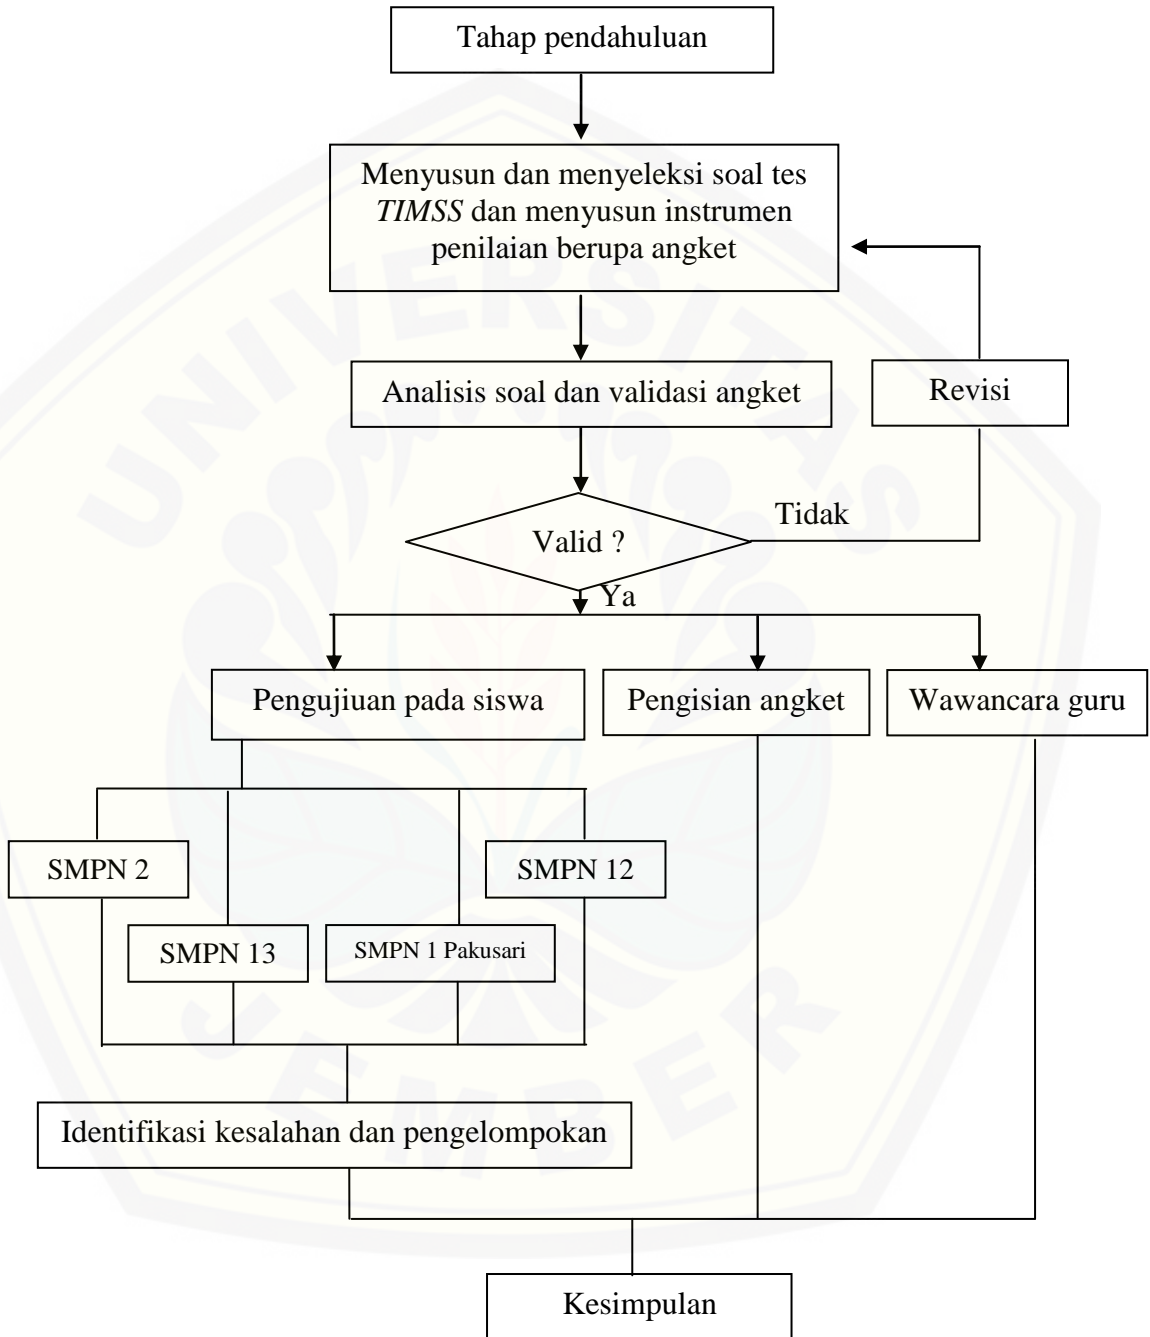 Tahap pendahuluan
Menyusun dan menyeleksi soal tes
TIMSS dan menyusun instrumen
penilaian berupa angket
Analisis soal dan validasi angket
Revisi
Valid ?
Tidak
Ya
Pengujiuan pada siswa
Pengisian angket
Wawancara guru
SMPN 2
SMPN 12
SMPN 13
SMPN 1 Pakusari
Identifikasi kesalahan dan pengelompokan
Kesimpulan
UNIVERSITAS
JEMBER